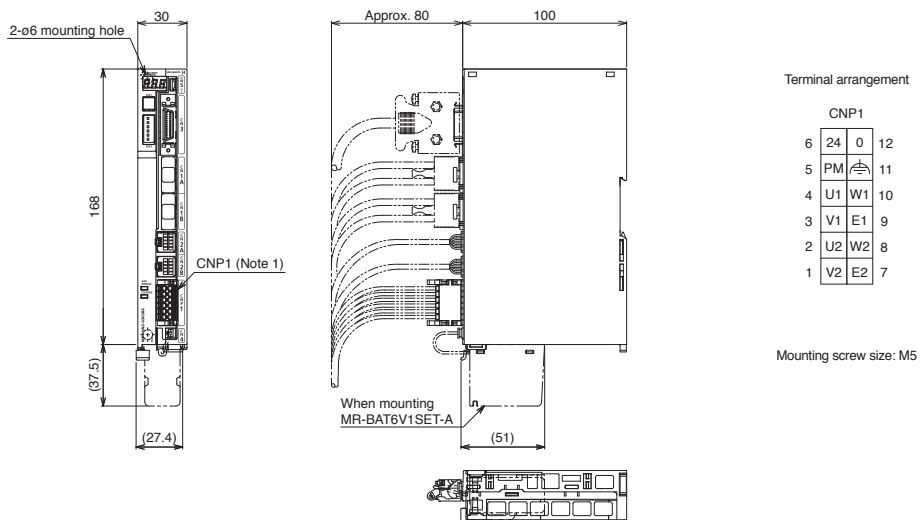 30
Approx. 80
100
2-ø6 mounting hole
168
CNP1 (Note 1)
(37.5)
(27.4)
When mounting
MR-BAT6V1SET-A
(51)
Terminal arrangement
CNP1
6 24 0 12
5 PM 11
4 U1 W1 10
3 V1 E1 9
2 U2 W2 8
1 V2 E2 7
Mounting screw size: M5